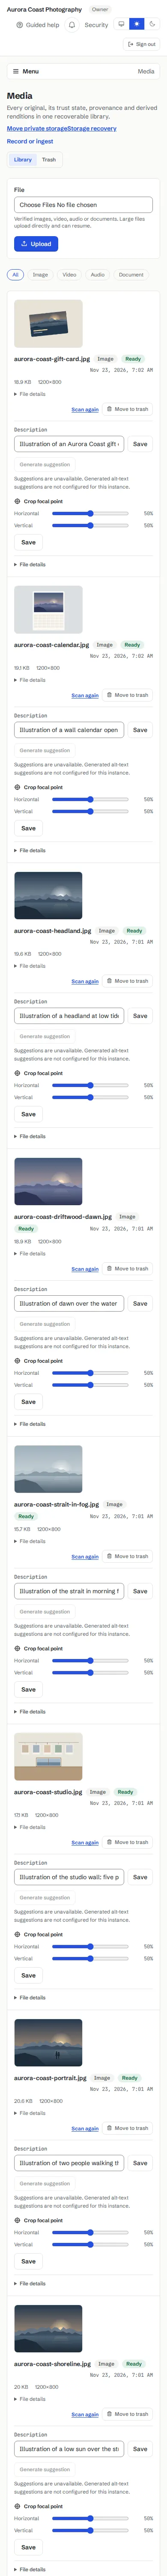 Aurora Coast Photography Owner
Guided help Security
Sign out
Menu Media
Media
Every original, its trust state, provenance and derived
renditions in one recoverable library.
Move private storage Storage recovery
Record or ingest
Library Trash
File
Choose Files No file chosen
Verified images, video, audio or documents. Large files
upload directly and can resume.
Upload
All Image Video Audio Document
aurora-coast-gift-card.jpg Image Ready
Nov 23, 2026, 7:02 AM
18.9 KB 1200×800
File details
Scan again Move to trash
Description
Illustration of an Aurora Coast gift c Save
Generate suggestion
Suggestions are unavailable. Generated alt-text
suggestions are not configured for this instance.
Crop focal point
Horizontal 50%
Vertical 50%
Save
File details
aurora-coast-calendar.jpg Image Ready
Nov 23, 2026, 7:02 AM
19.1 KB 1200×800
File details
Scan again Move to trash
Description
Illustration of a wall calendar open Save
Generate suggestion
Suggestions are unavailable. Generated alt-text
suggestions are not configured for this instance.
Crop focal point
Horizontal 50%
Vertical 50%
Save
File details
aurora-coast-headland.jpg Image Ready
Nov 23, 2026, 7:01 AM
19.6 KB 1200×800
File details
Scan again Move to trash
Description
Illustration of a headland at low tide Save
Generate suggestion
Suggestions are unavailable. Generated alt-text
suggestions are not configured for this instance.
Crop focal point
Horizontal 50%
Vertical 50%
Save
File details
aurora-coast-driftwood-dawn.jpg Image
Ready Nov 23, 2026, 7:01 AM
18.9 KB 1200×800
File details
Scan again Move to trash
Description
Illustration of dawn over the water Save
Generate suggestion
Suggestions are unavailable. Generated alt-text
suggestions are not configured for this instance.
Crop focal point
Horizontal 50%
Vertical 50%
Save
File details
aurora-coast-strait-in-fog.jpg Image
Ready Nov 23, 2026, 7:01 AM
15.7 KB 1200×800
File details
Scan again Move to trash
Description
Illustration of the strait in morning f Save
Generate suggestion
Suggestions are unavailable. Generated alt-text
suggestions are not configured for this instance.
Crop focal point
Horizontal 50%
Vertical 50%
Save
File details
aurora-coast-studio.jpg Image Ready
Nov 23, 2026, 7:01 AM
17.1 KB 1200×800
File details
Scan again Move to trash
Description
Illustration of the studio wall: five p Save
Generate suggestion
Suggestions are unavailable. Generated alt-text
suggestions are not configured for this instance.
Crop focal point
Horizontal 50%
Vertical 50%
Save
File details
aurora-coast-portrait.jpg Image Ready
Nov 23, 2026, 7:01 AM
20.6 KB 1200×800
File details
Scan again Move to trash
Description
Illustration of two people walking th Save
Generate suggestion
Suggestions are unavailable. Generated alt-text
suggestions are not configured for this instance.
Crop focal point
Horizontal 50%
Vertical 50%
Save
File details
aurora-coast-shoreline.jpg Image Ready
Nov 23, 2026, 7:01 AM
20 KB 1200×800
File details
Scan again Move to trash
Description
Illustration of a low sun over the str Save
Generate suggestion
Suggestions are unavailable. Generated alt-text
suggestions are not configured for this instance.
Crop focal point
Horizontal 50%
Vertical 50%
Save
File details